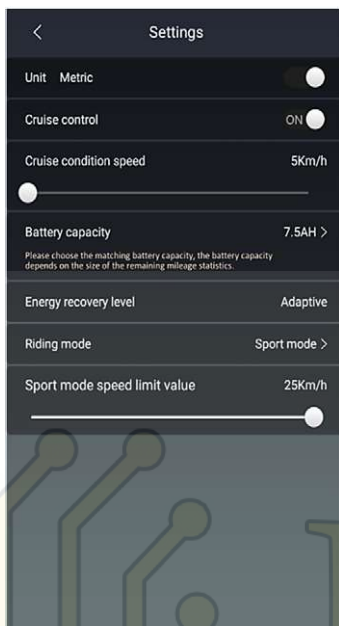 Settings
Unit Metric
Cruise control ON
Cruise condition speed 5Km/h
Battery capacity 7.5AH >
Please choose the matching battery capacity, the battery capacity
depends on the size of the remaining mileage statistics.
Energy recovery level Adaptive
Riding mode Sport mode >
Sport mode speed limit value 25Km/h